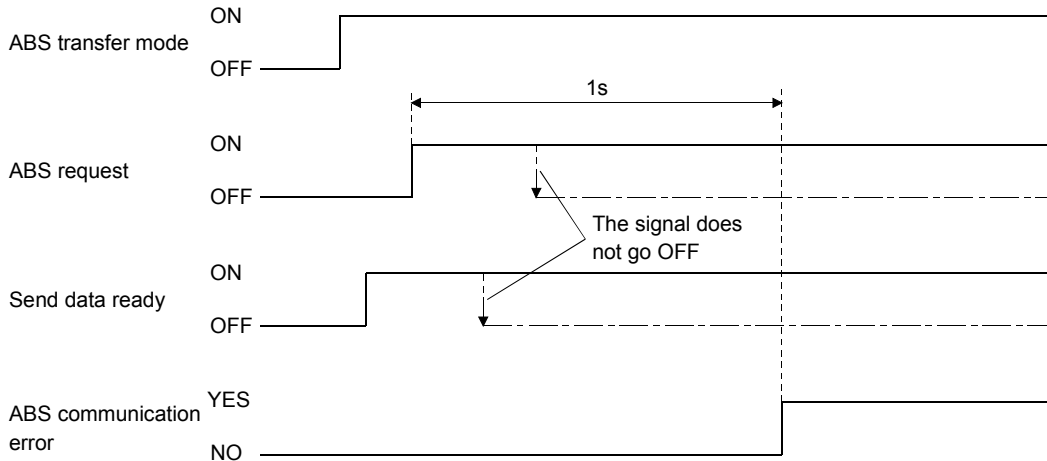 ON
ABS transfer mode
OFF
1s
ON
ABS request
OFF
The signal does
not go OFF
ON
Send data ready
OFF
YES
ABS communication
error
NO